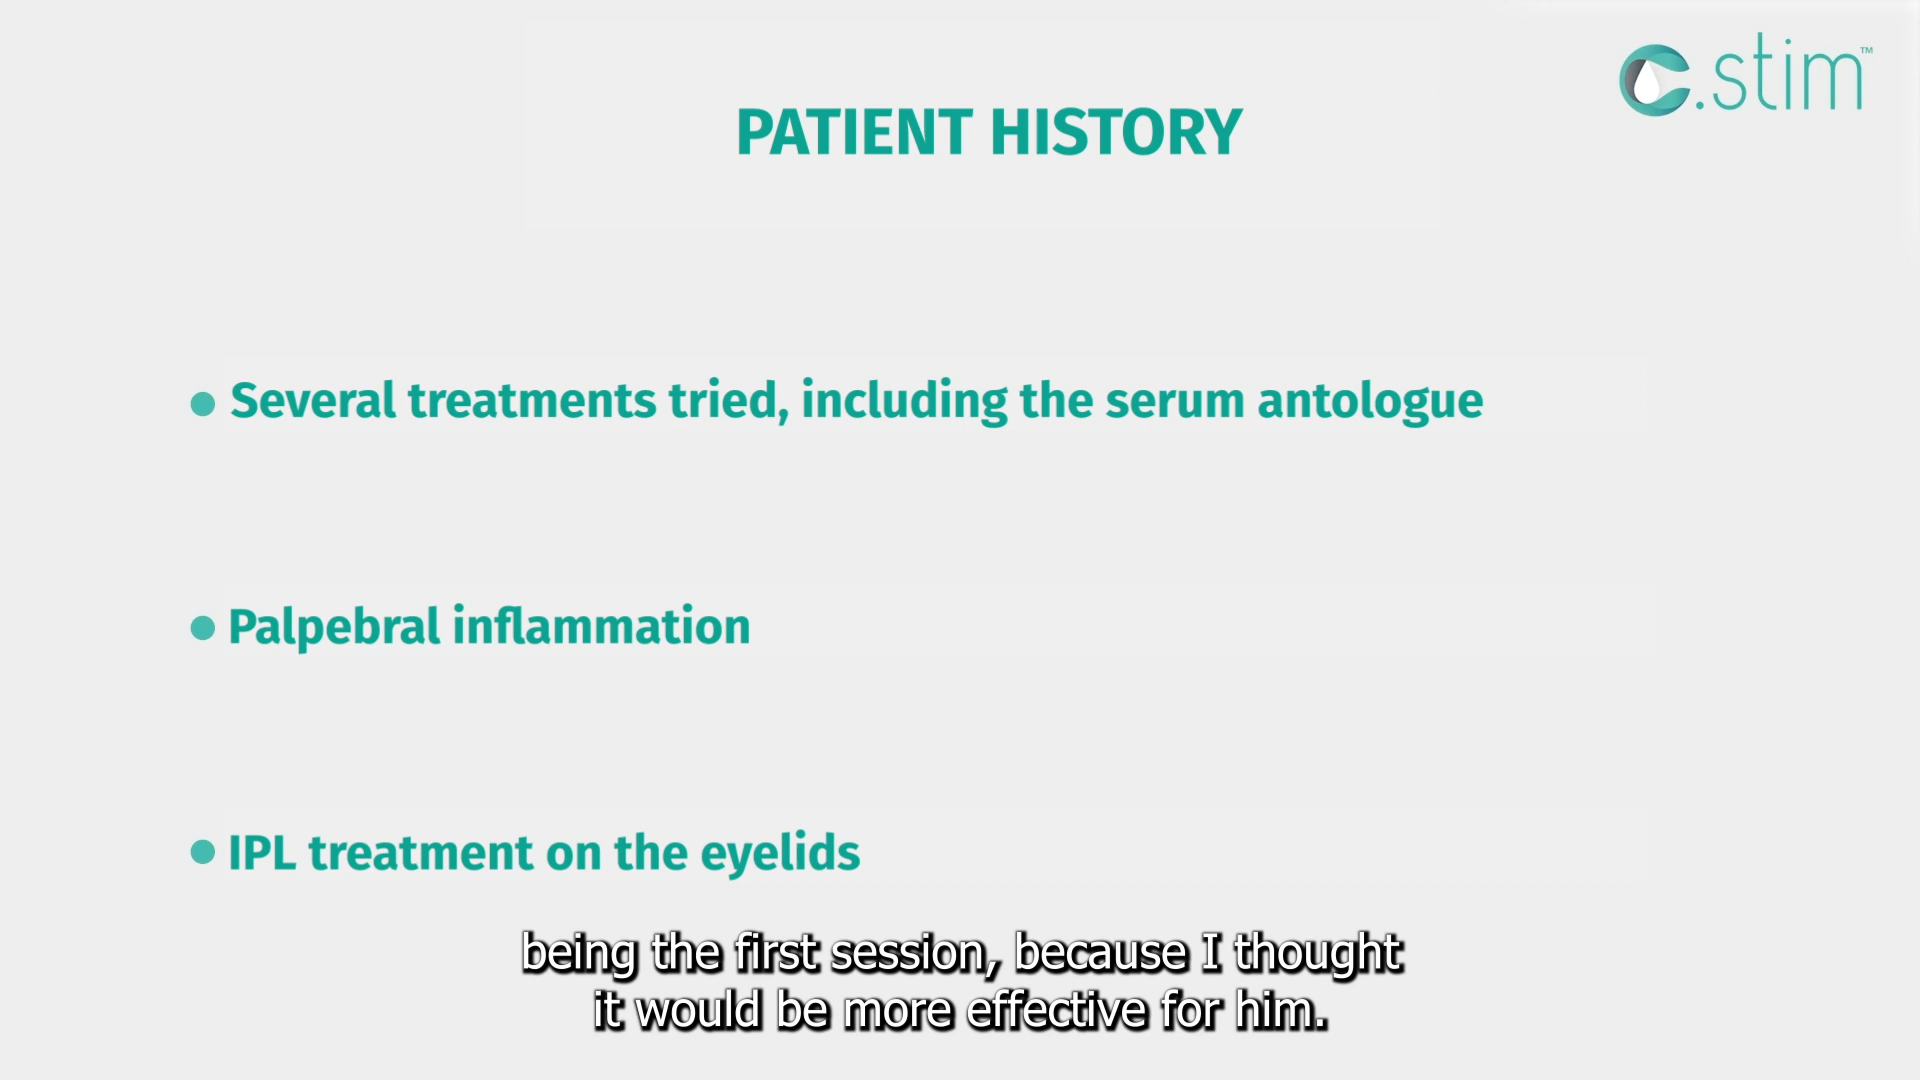 c.stim™
PATIENT HISTORY
Several treatments tried, including the serum antologue
Palpebral inflammation
IPL treatment on the eyelids
being the first session, because I thought
it would be more effective for him.